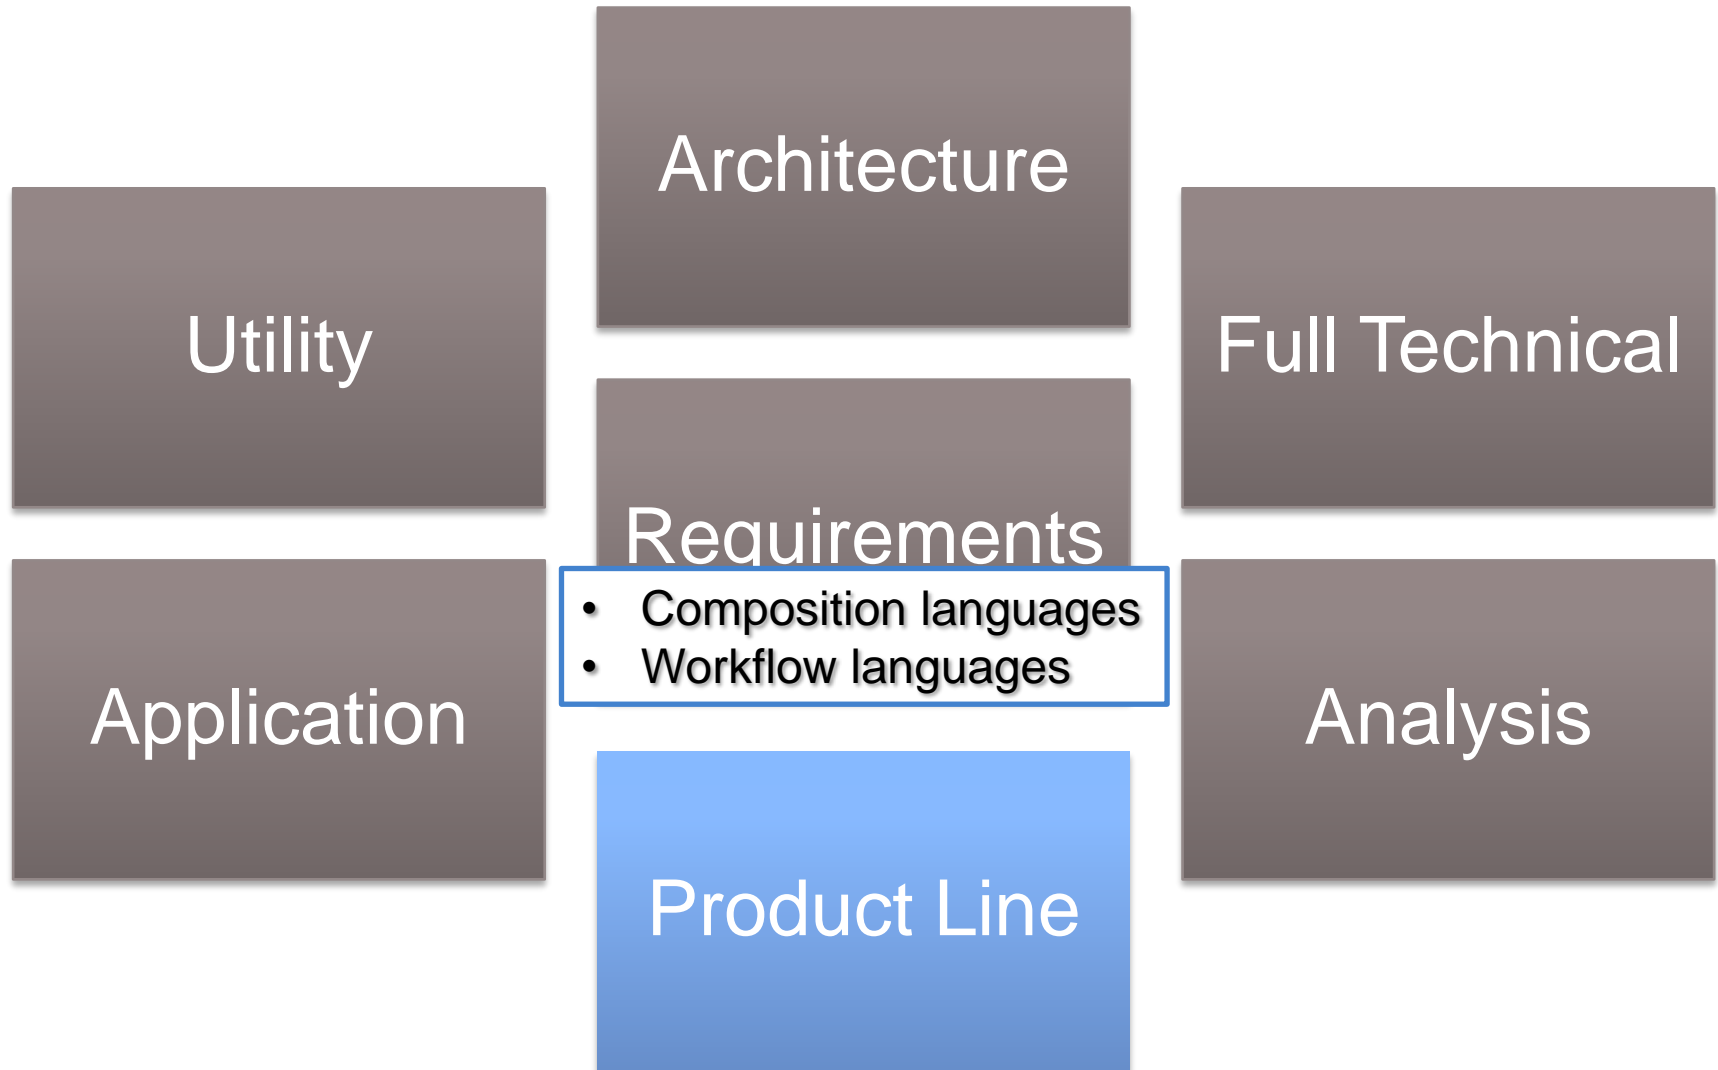 Architecture
Utility
Full Technical
Requirements
• Composition languages
• Workflow languages
Application
Analysis
Product Line